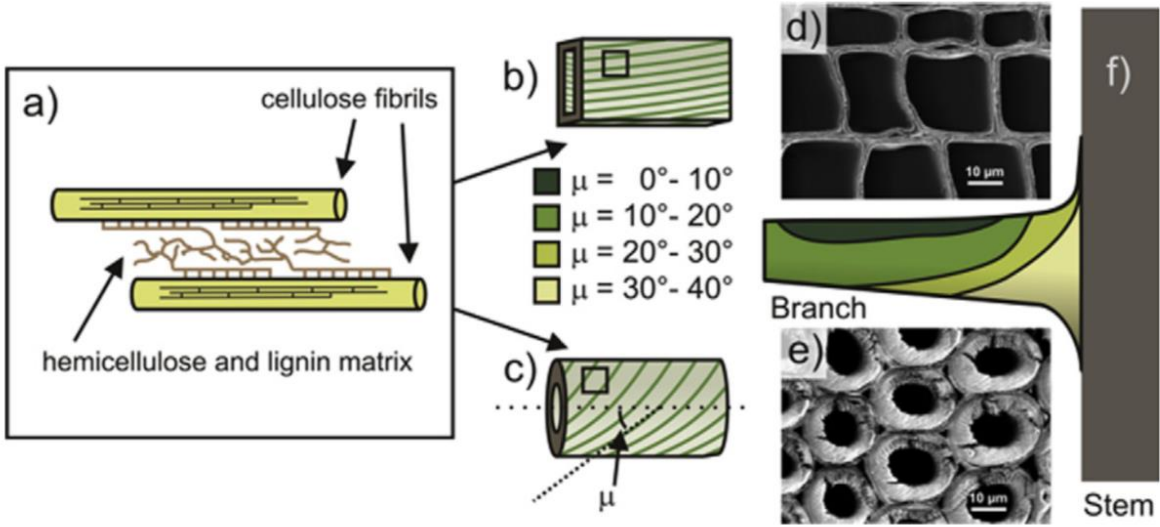 a)
cellulose fibrils
hemicellulose and lignin matrix
b)
μ = 0°- 10°
μ = 10°- 20°
μ = 20°- 30°
μ = 30°- 40°
c)
μ
d)
10 µm
Branch
e)
10 µm
f)
Stem